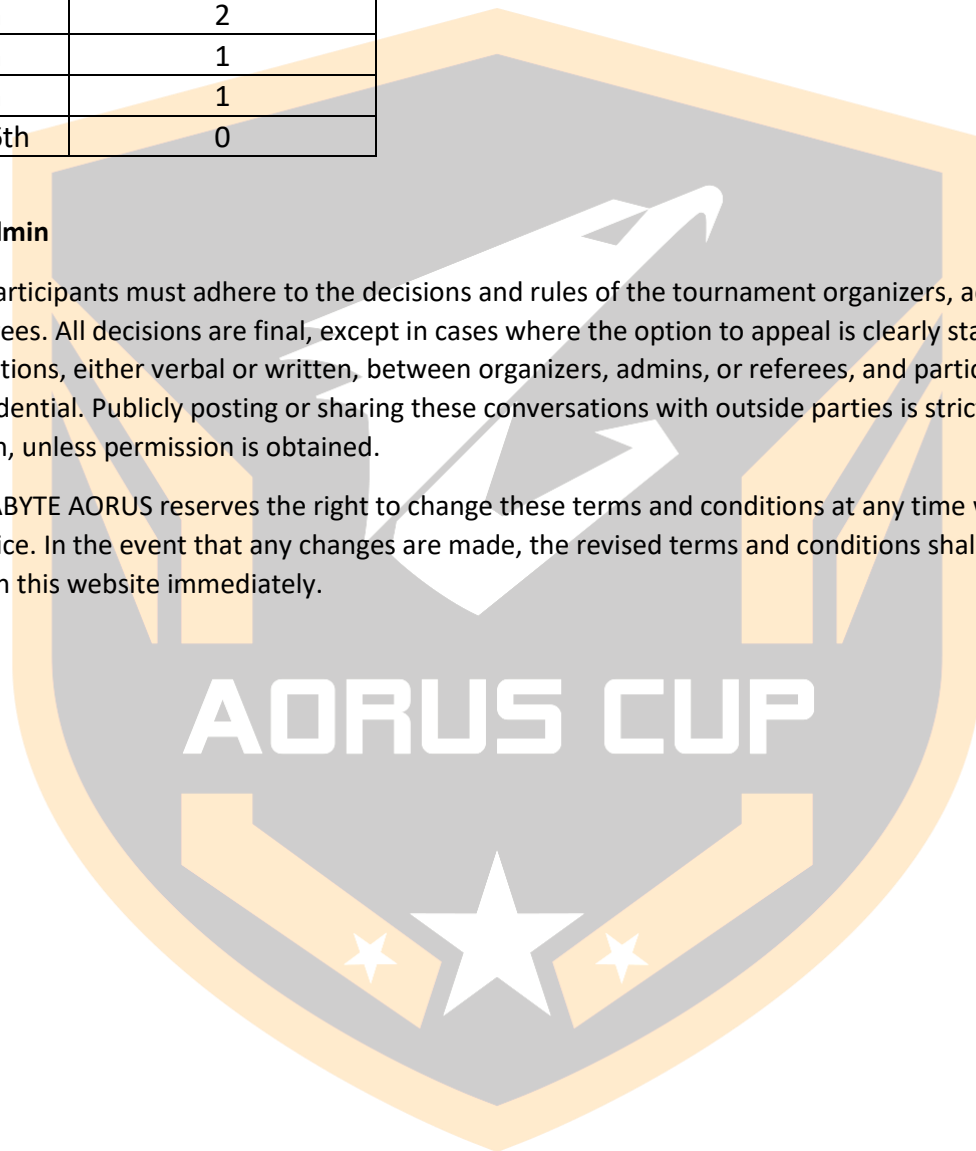 2
1
1
5th 0
dmin
articipants must adhere to the decisions and rules of the tournament organizers, a
ees. All decisions are final, except in cases where the option to appeal is clearly sta
tions, either verbal or written, between organizers, admins, or referees, and partic
dential. Publicly posting or sharing these conversations with outside parties is stric
n, unless permission is obtained.
ABYTE AORUS reserves the right to change these terms and conditions at any time
ice. In the event that any changes are made, the revised terms and conditions shal
n this website immediately.
AORUS CUP